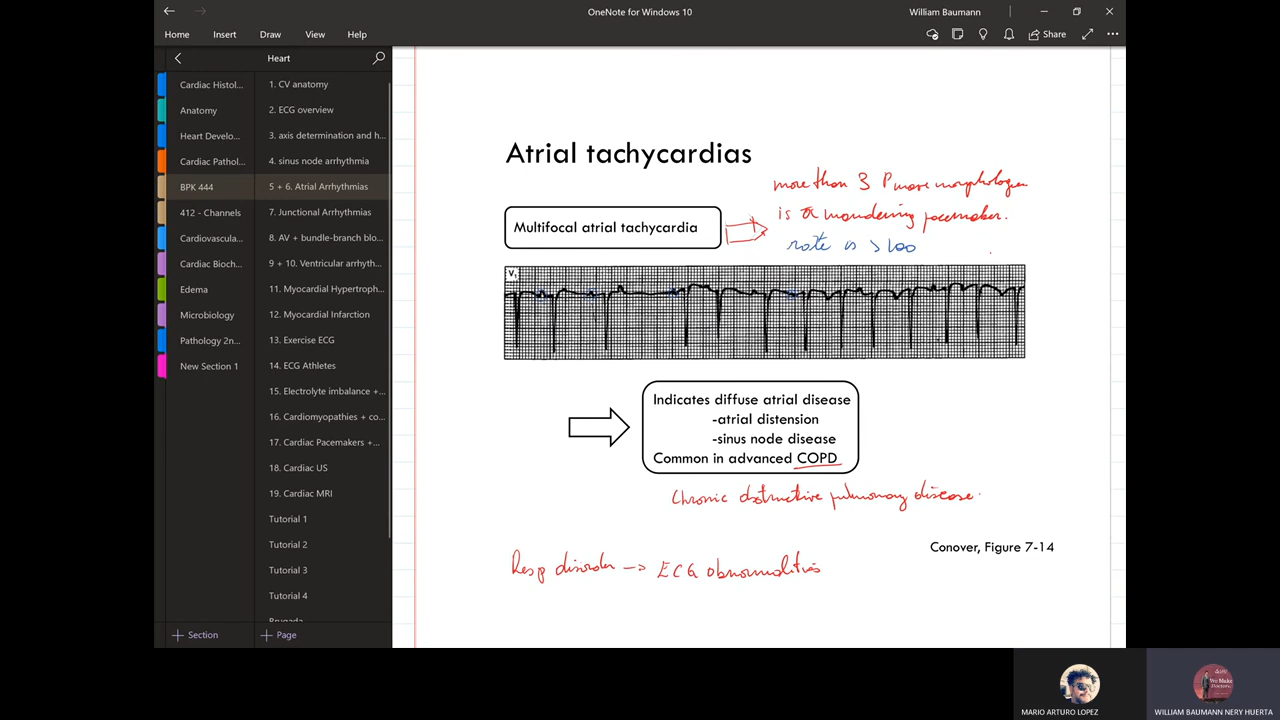 OneNote for Windows 10
William Baumann
Home
Insert
Draw
View
Help
Share
Heart
Cardiac Histol...
Anatomy
Heart Develo...
Cardiac Pathol...
BPK 444
412 - Channels
Cardiovascula...
Cardiac Bioch...
Edema
Microbiology
Pathology 2n...
New Section 1
Section
1. CV anatomy
2. ECG overview
3. axis determination and h...
4. sinus node arrhythmia
5 + 6. Atrial Arrhythmias
7. Junctional Arrhythmias
8. AV + bundle-branch blo...
9 + 10. Ventricular arrhyth...
11. Myocardial Hypertroph...
12. Myocardial Infarction
13. Exercise ECG
14. ECG Athletes
15. Electrolyte imbalance +...
16. Cardiomyopathies + co...
17. Cardiac Pacemakers +...
18. Cardiac US
19. Cardiac MRI
Tutorial 1
Tutorial 2
Tutorial 3
Tutorial 4
Brugada
Page
Atrial tachycardias
more than 3 P wave morphologies
is a wandering pacemaker.
rate is >100
Multifocal atrial tachycardia
V1
Indicates diffuse atrial disease
-atrial distension
-sinus node disease
Common in advanced COPD
Chronic obstructive pulmonary disease.
Conover, Figure 7-14
Resp disorder -> ECG abnormalities
MARIO ARTURO LOPEZ
WILLIAM BAUMANN NERY HUERTA